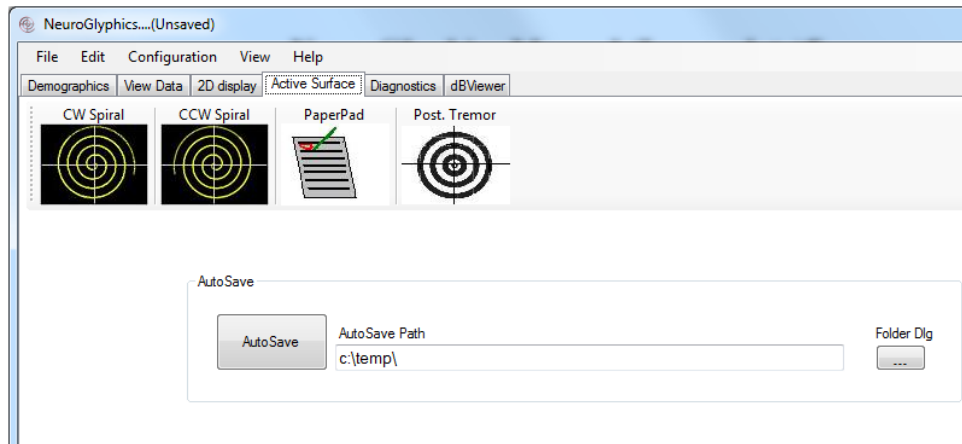 NeuroGlyphics....(Unsaved)
File Edit Configuration View Help
Demographics View Data 2D display Active Surface Diagnostics dBViewer
CW Spiral CCW Spiral PaperPad Post. Tremor
AutoSave
AutoSave Path Folder Dlg
AutoSave
c:\temp\ ...